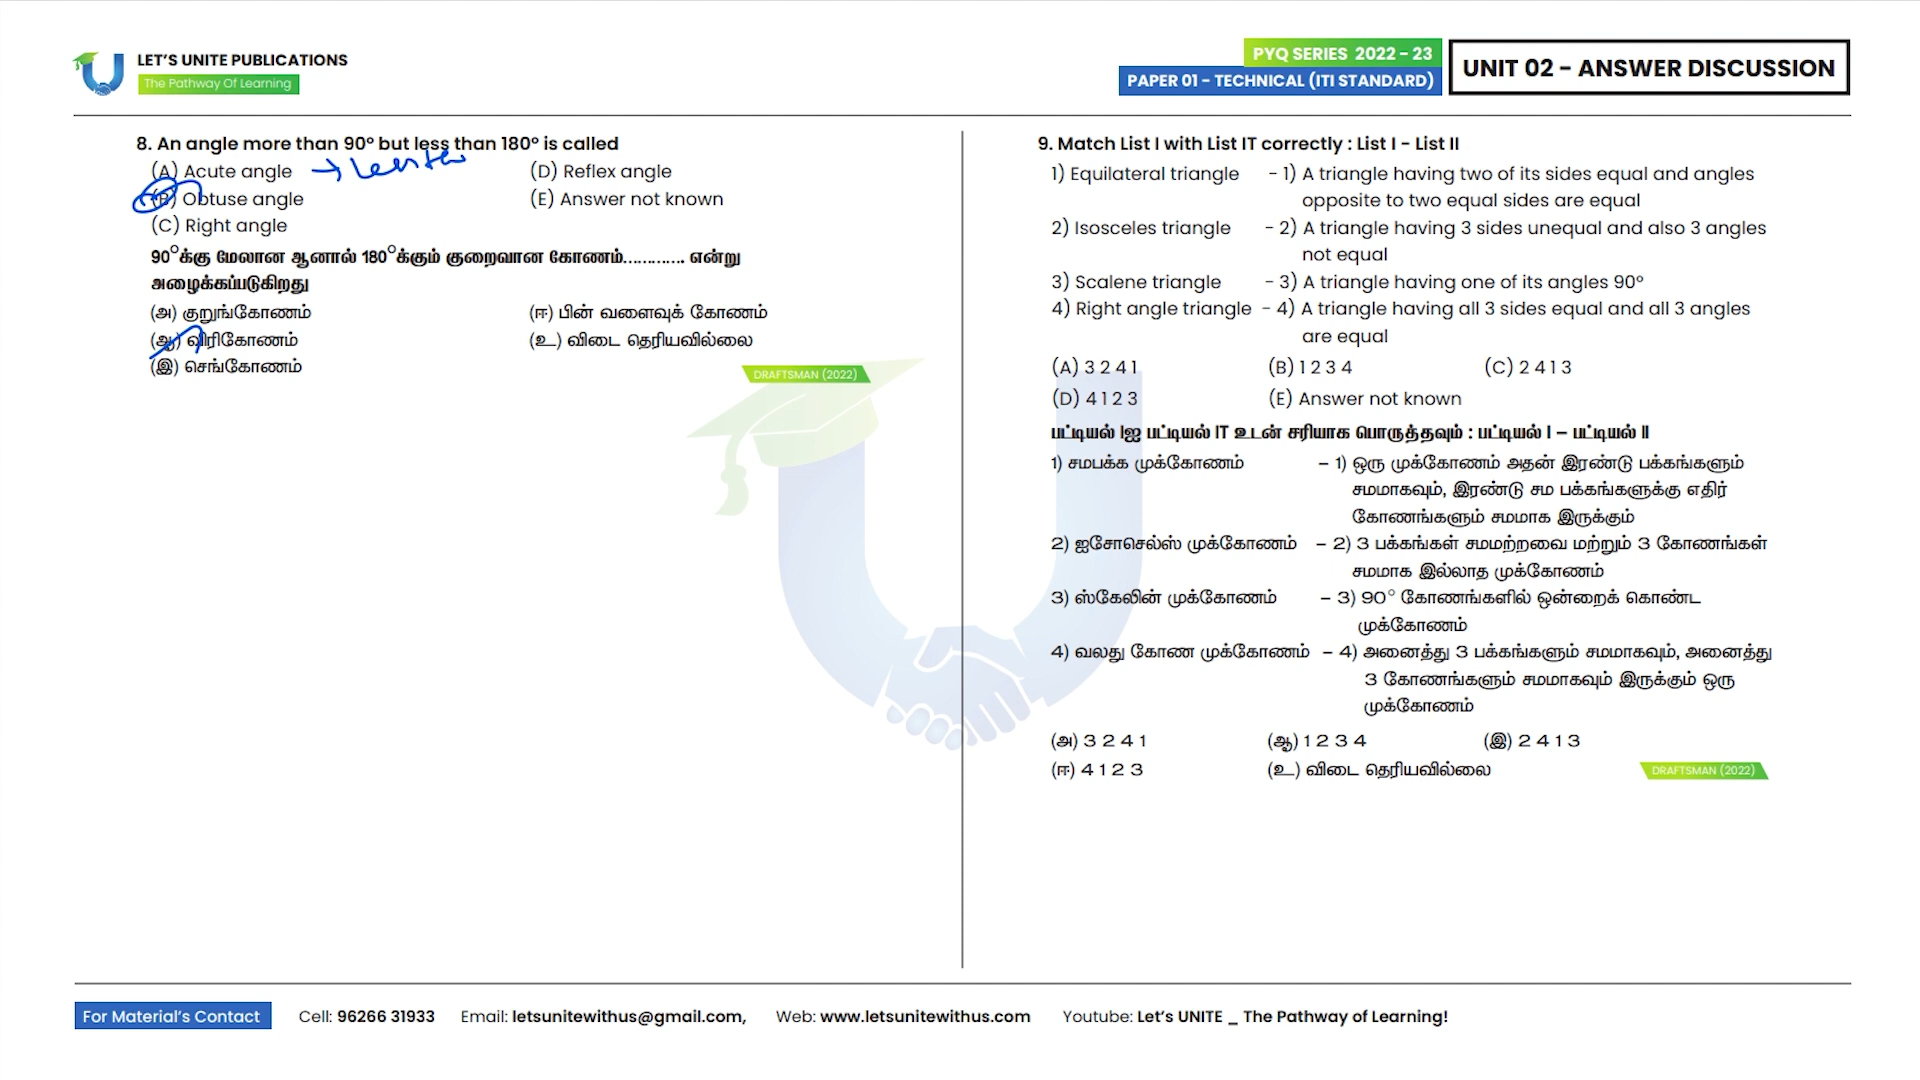 LET'S UNITE PUBLICATIONS
The Pathway Of Learning
PYQ SERIES 2022 - 23
PAPER 01 - TECHNICAL (ITI STANDARD)
UNIT 02 - ANSWER DISCUSSION
8. An angle more than 90° but less than 180° is called
(A) Acute angle
(D) Reflex angle
(B) Obtuse angle
(E) Answer not known
(C) Right angle
90°க்கு மேலான ஆனால் 180°க்கும் குறைவான கோணம்............. என்று
அழைக்கப்படுகிறது
(அ) குறுங்கோணம்
(ஈ) பின் வளைவுக் கோணம்
(ஆ) விரிகோணம்
(உ) விடை தெரியவில்லை
(இ) செங்கோணம்
DRAFTSMAN (2022)
9. Match List I with List IT correctly : List I - List II
1) Equilateral triangle - 1) A triangle having two of its sides equal and angles
opposite to two equal sides are equal
2) Isosceles triangle - 2) A triangle having 3 sides unequal and also 3 angles
not equal
3) Scalene triangle - 3) A triangle having one of its angles 90°
4) Right angle triangle - 4) A triangle having all 3 sides equal and all 3 angles
are equal
(A) 3 2 4 1 (B) 1 2 3 4 (C) 2 4 1 3
(D) 4 1 2 3 (E) Answer not known
பட்டியல் Iஐ பட்டியல் IT உடன் சரியாக பொருத்தவும் : பட்டியல் I – பட்டியல் II
1) சமபக்க முக்கோணம் – 1) ஒரு முக்கோணம் அதன் இரண்டு பக்கங்களும்
சமமாகவும், இரண்டு சம பக்கங்களுக்கு எதிர்
கோணங்களும் சமமாக இருக்கும்
2) ஐசோசெல்ஸ் முக்கோணம் – 2) 3 பக்கங்கள் சமமற்றவை மற்றும் 3 கோணங்கள்
சமமாக இல்லாத முக்கோணம்
3) ஸ்கேலின் முக்கோணம் – 3) 90° கோணங்களில் ஒன்றைக் கொண்ட
முக்கோணம்
4) வலது கோண முக்கோணம் – 4) அனைத்து 3 பக்கங்களும் சமமாகவும், அனைத்து
3 கோணங்களும் சமமாகவும் இருக்கும் ஒரு
முக்கோணம்
(அ) 3 2 4 1 (ஆ) 1 2 3 4 (இ) 2 4 1 3
(ஈ) 4 1 2 3 (உ) விடை தெரியவில்லை
DRAFTSMAN (2022)
For Material's Contact Cell: 96266 31933 Email: letsunitewithus@gmail.com, Web: www.letsunitewithus.com Youtube: Let's UNITE _ The Pathway of Learning!